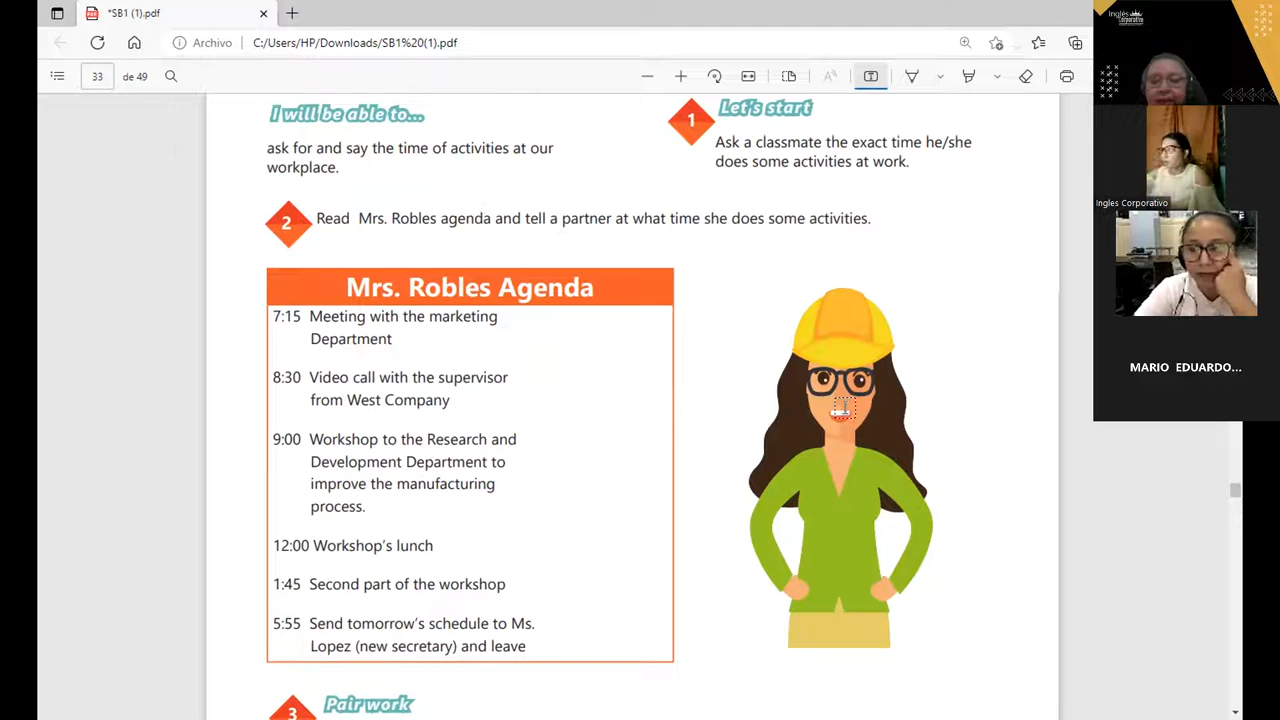 *SB1 (1).pdf
Archivo
C:/Users/HP/Downloads/SB1%20(1).pdf
33 de 49
I will be able to...
ask for and say the time of activities at our
workplace.
1
Let's start
Ask a classmate the exact time he/she
does some activities at work.
2
Read Mrs. Robles agenda and tell a partner at what time she does some activities.
Mrs. Robles Agenda
7:15 Meeting with the marketing
Department
8:30 Video call with the supervisor
from West Company
9:00 Workshop to the Research and
Development Department to
improve the manufacturing
process.
12:00 Workshop's lunch
1:45 Second part of the workshop
5:55 Send tomorrow's schedule to Ms.
Lopez (new secretary) and leave
3
Pair work
Inglés
Corporativo
Ingles Corporativo
MARIO EDUARDO...